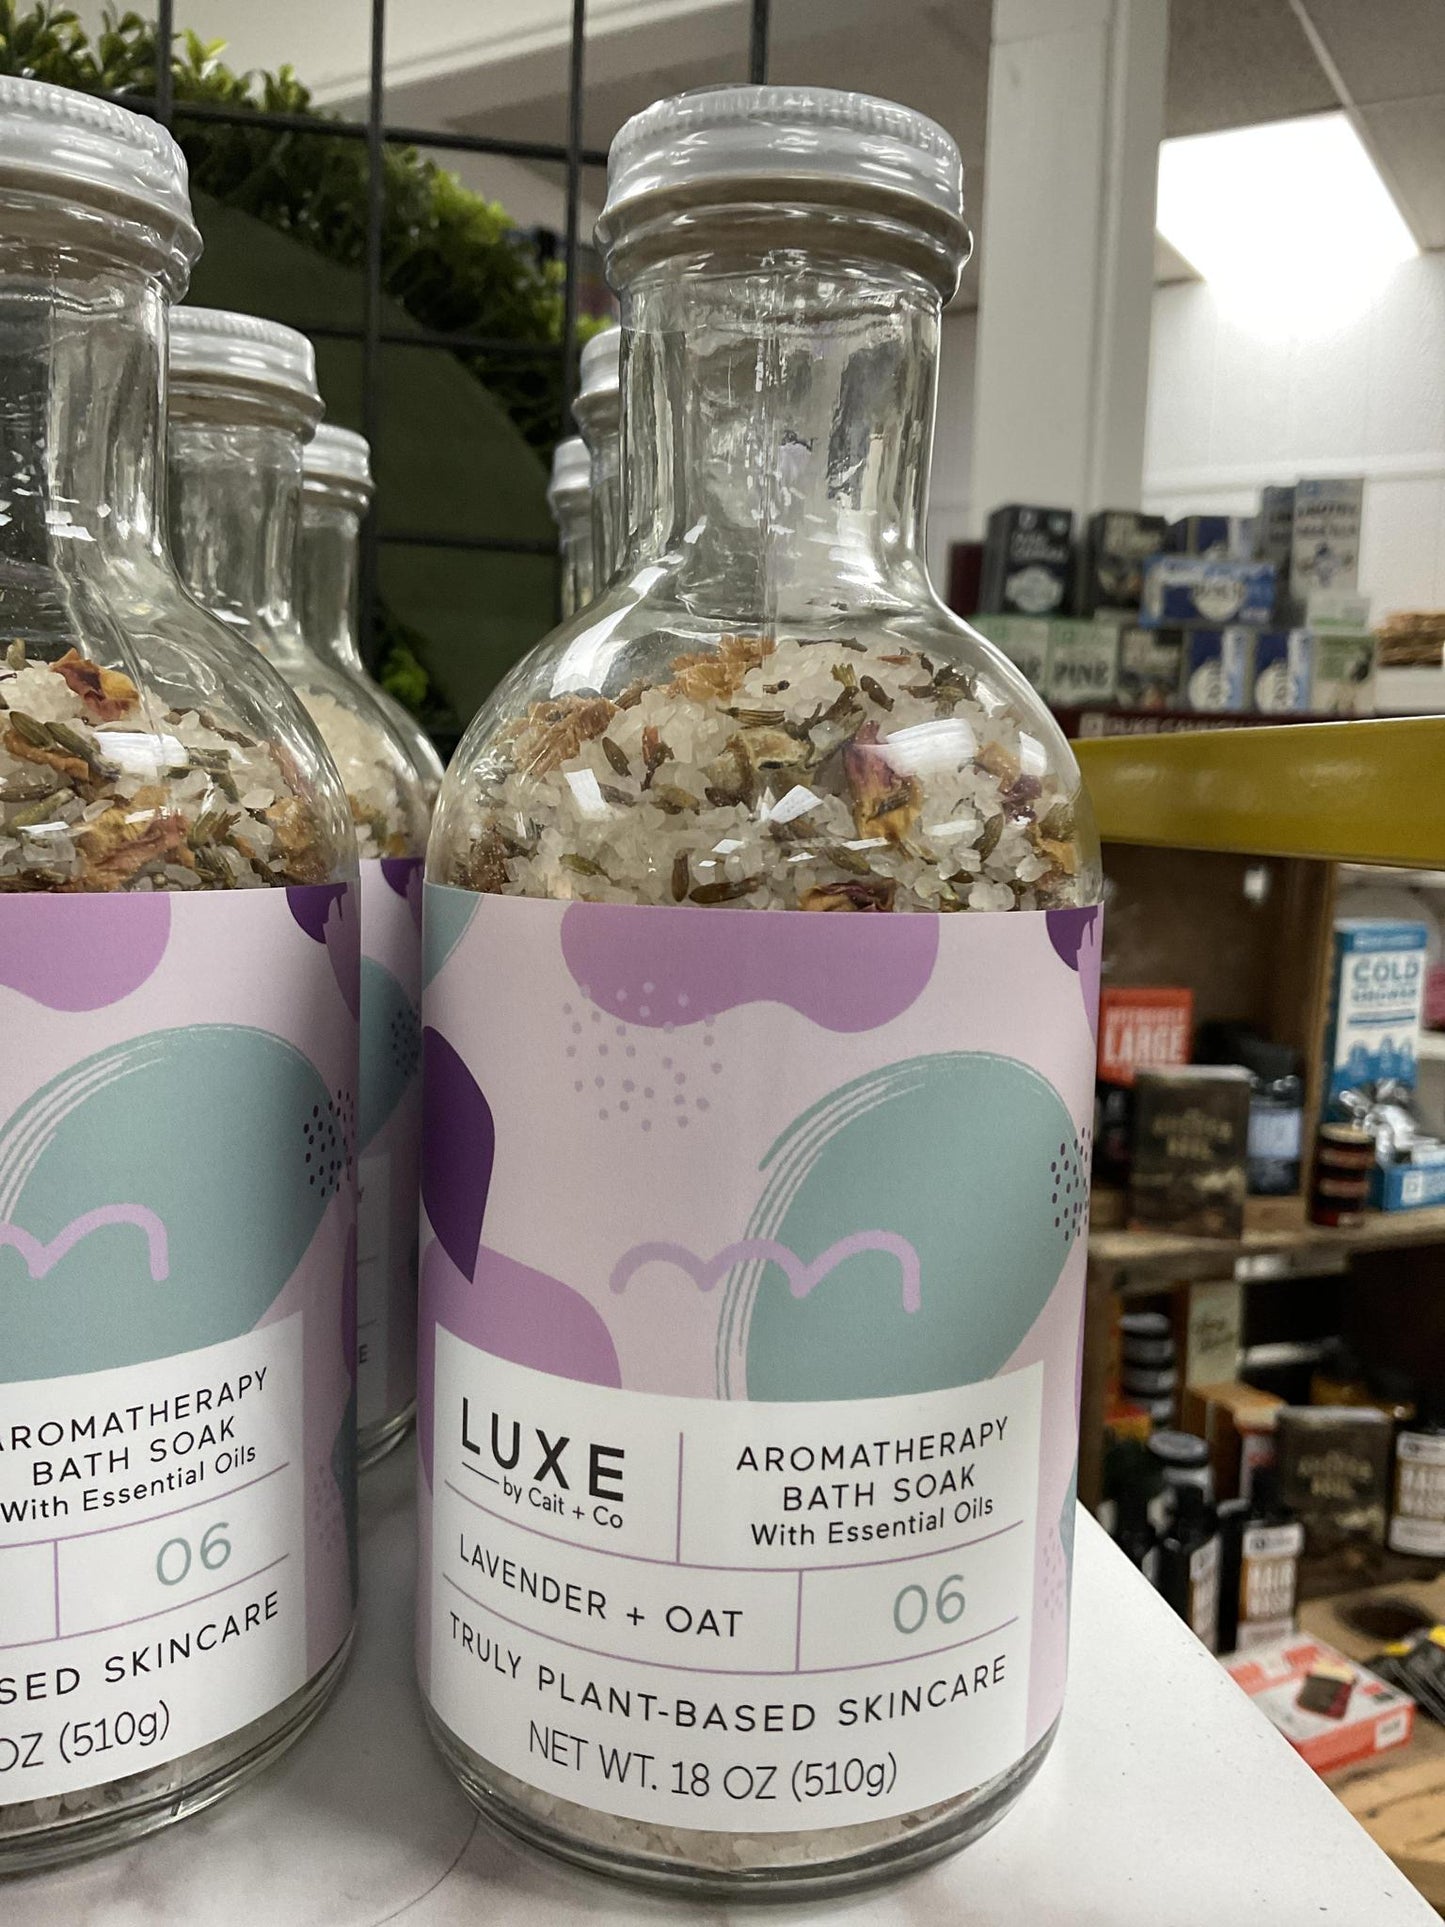 LUXE
by Cait + Co
AROMATHERAPY
BATH SOAK
With Essential Oils
LAVENDER + OAT
06
TRULY PLANT-BASED SKINCARE
NET WT. 18 OZ (510g)
AROMATHERAPY
BATH SOAK
With Essential Oils
06
SKINCARE
OZ (510g)
PINE
LARGE
COLD